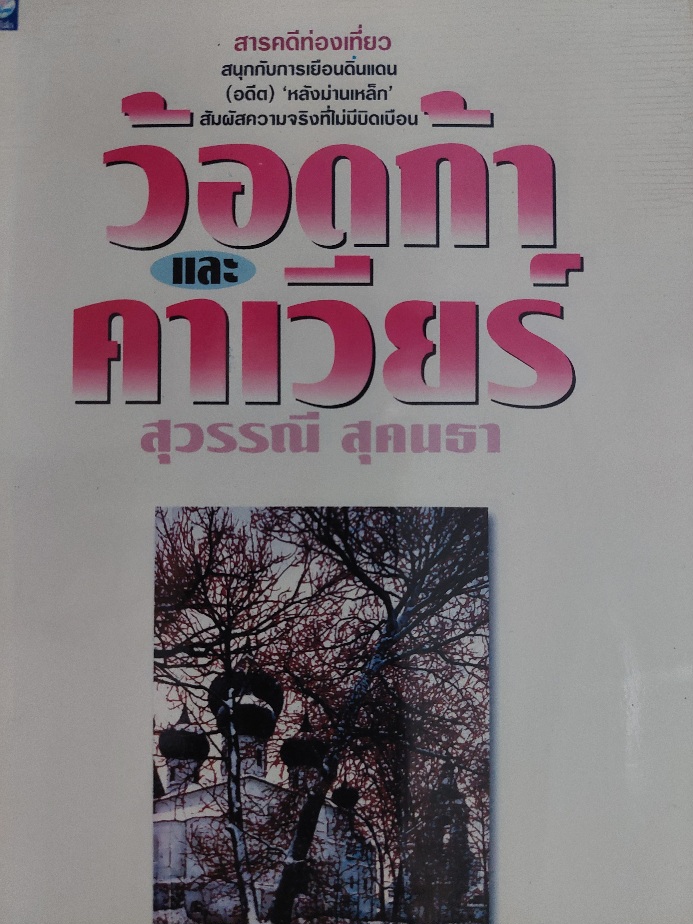 สารคดีท่องเที่ยว
สนุกกับการเยือนดินแดน
(อดีต) ‘หลังม่านเหล็ก’
สัมผัสความจริงที่ไม่มีบิดเบือน
ว้อดก้า
และ
คาเวียร์
สุวรรณี สุคนธา